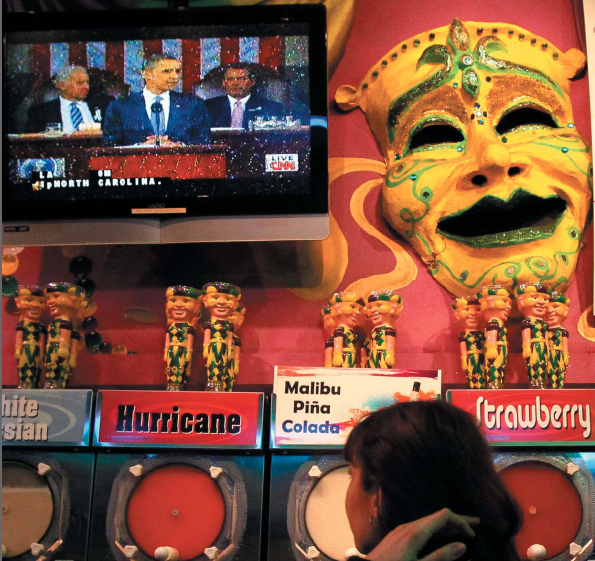 LIVE
CNN
NORTH CAROLINA.
hite
sian
Hurricane
Malibu
Piña
Colada
Strawberry